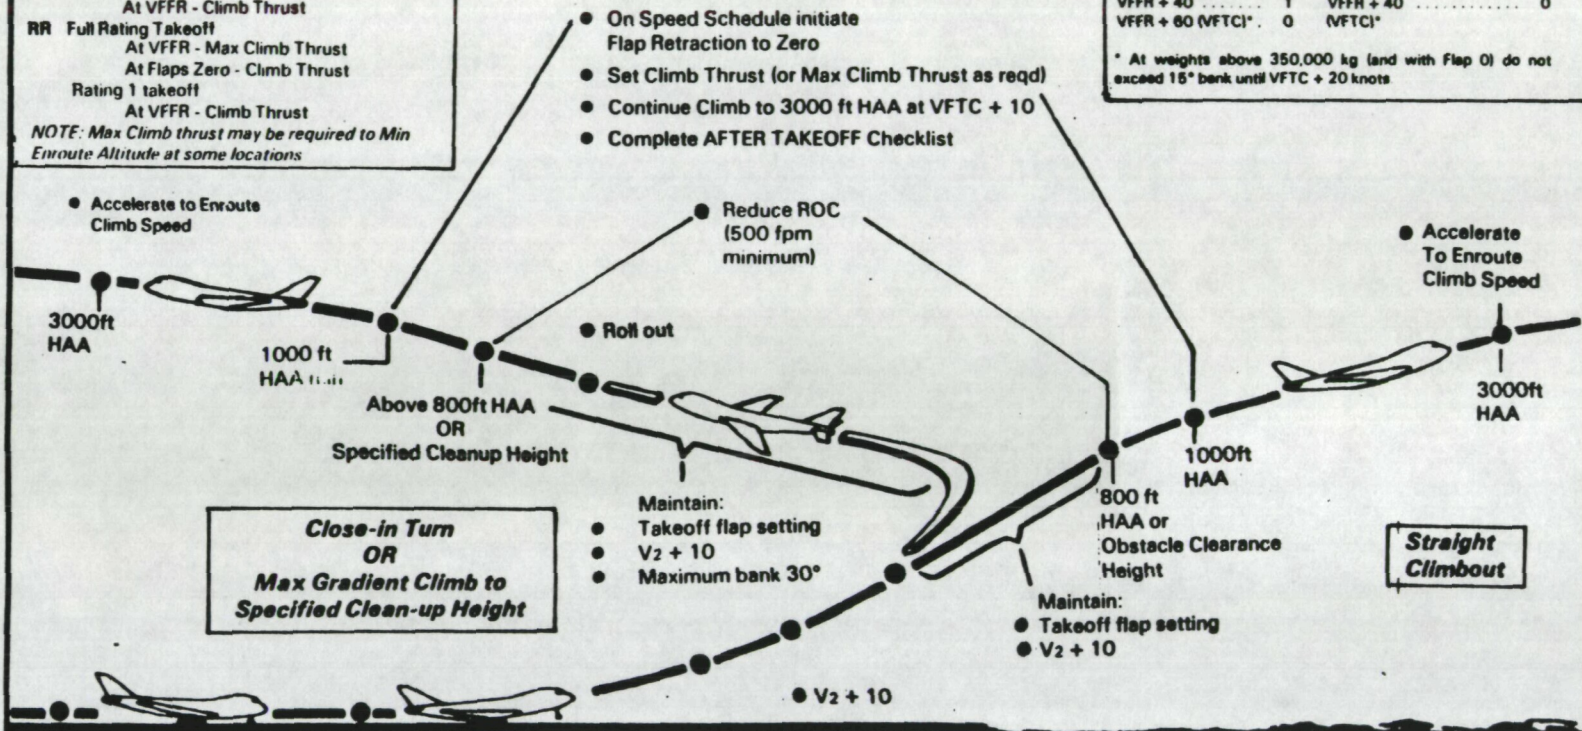 At VFFR - Climb Thrust
RR Full Rating Takeoff
At VFFR - Max Climb Thrust
At Flaps Zero - Climb Thrust
Rating 1 takeoff
At VFFR - Climb Thrust
NOTE: Max Climb thrust may be required to Min
Enroute Altitude at some locations
● On Speed Schedule initiate
Flap Retraction to Zero
● Set Climb Thrust (or Max Climb Thrust as reqd)
● Continue Climb to 3000 ft HAA at VFTC + 10
● Complete AFTER TAKEOFF Checklist
VFFR + 40 ........ 1 VFFR + 40 ................ 0
VFFR + 60 (VFTC)* . 0 (VFTC)*
* At weights above 350,000 kg (and with Flap 0) do not
exceed 15° bank until VFTC + 20 knots
● Accelerate to Enroute
Climb Speed
● Reduce ROC
(500 fpm
minimum)
● Accelerate
To Enroute
Climb Speed
3000ft
HAA
1000 ft
HAA
● Roll out
Above 800ft HAA
OR
Specified Cleanup Height
3000ft
HAA
1000ft
HAA
800 ft
HAA or
Obstacle Clearance
Height
Maintain:
● Takeoff flap setting
● V2 + 10
● Maximum bank 30°
Close-in Turn
OR
Max Gradient Climb to
Specified Clean-up Height
Straight
Climbout
Maintain:
● Takeoff flap setting
● V2 + 10
● V2 + 10